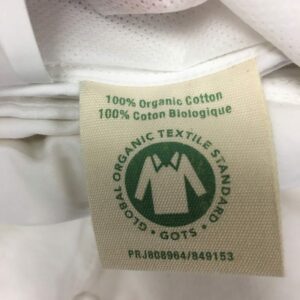 100% Organic Cotton
100% Coton Biologique
GLOBAL ORGANIC TEXTILE STANDARD
· GOTS ·
PRJ808964/849153